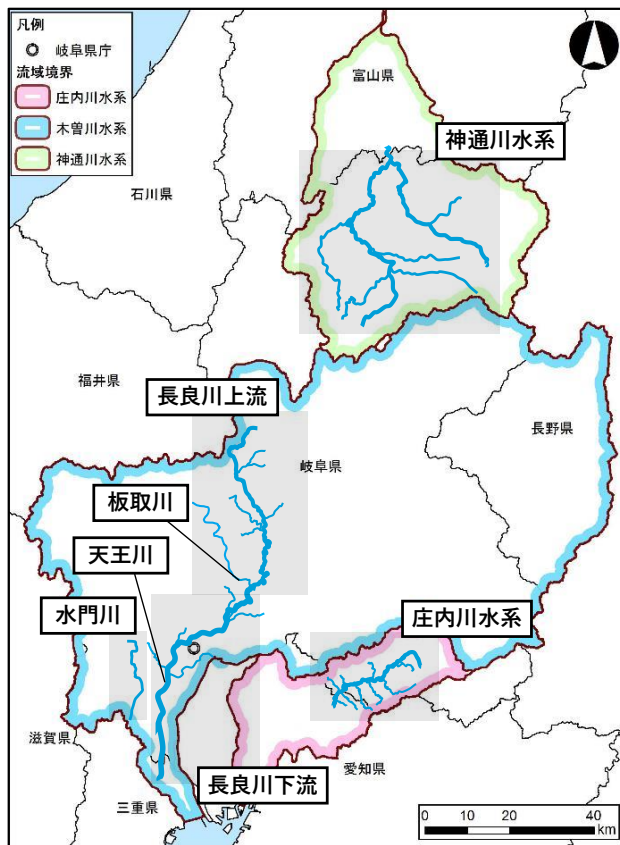 凡例
岐阜県庁
流域境界
庄内川水系
木曽川水系
神通川水系
富山県
神通川水系
石川県
福井県
長良川上流
長野県
岐阜県
板取川
天王川
水門川
庄内川水系
滋賀県
愛知県
長良川下流
三重県
0 10 20 40
km